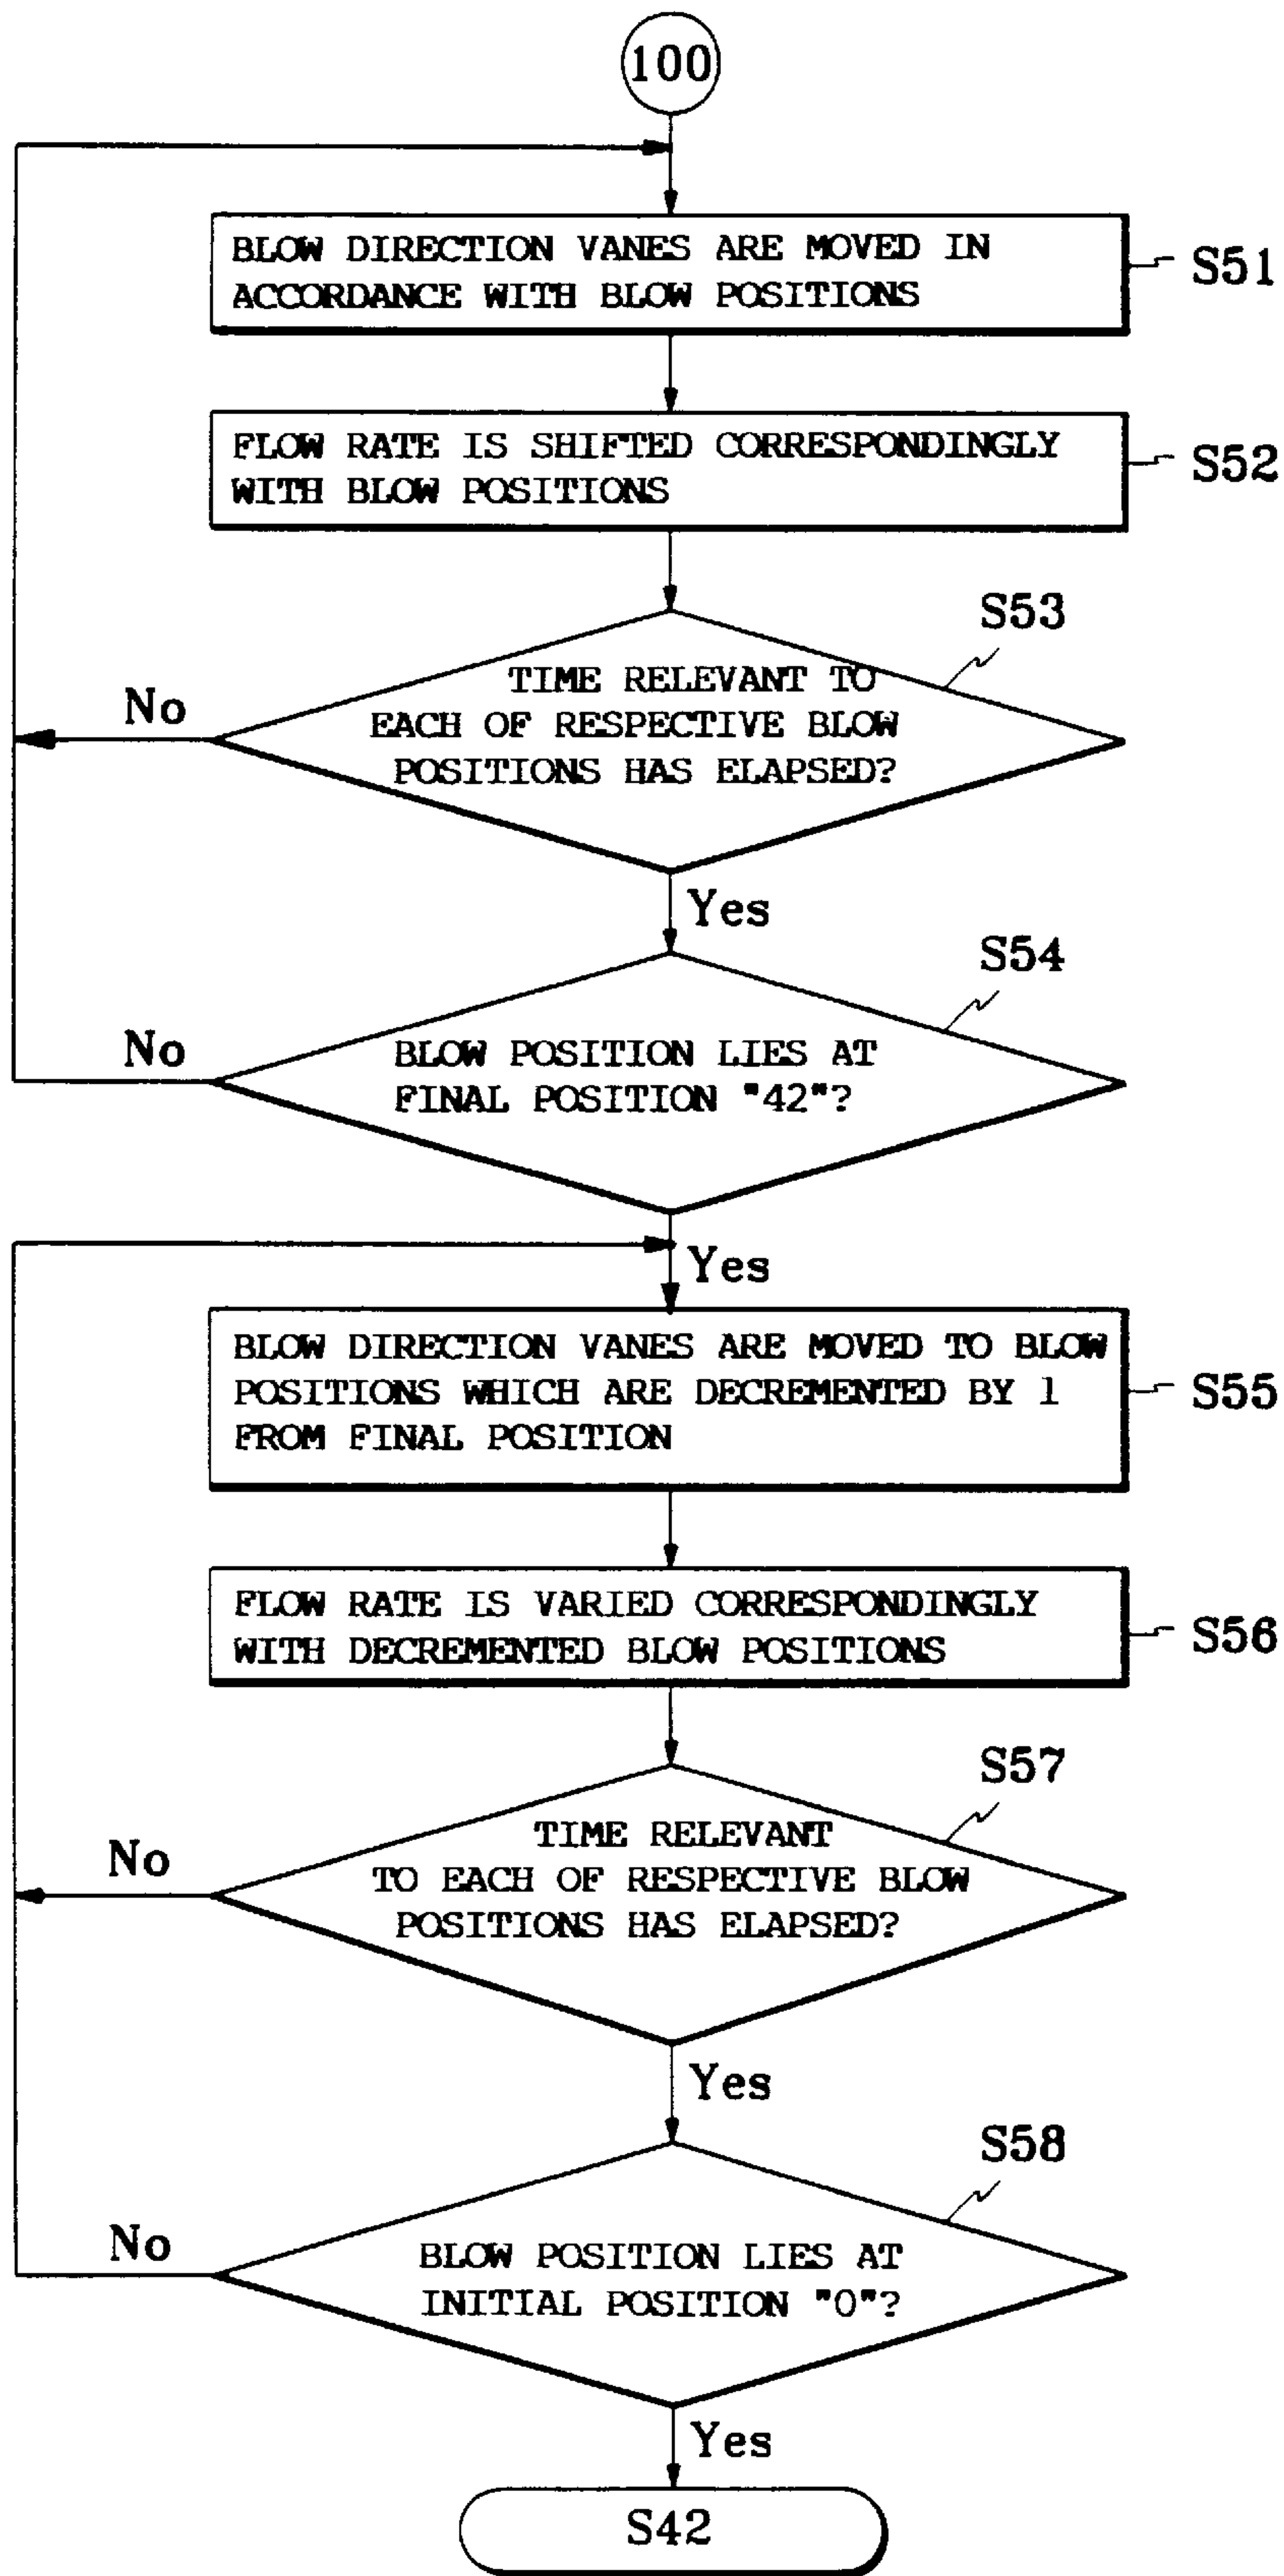 100
BLOW DIRECTION VANES ARE MOVED IN
ACCORDANCE WITH BLOW POSITIONS
S51
FLOW RATE IS SHIFTED CORRESPONDINGLY
WITH BLOW POSITIONS
S52
S53
TIME RELEVANT TO
EACH OF RESPECTIVE BLOW
POSITIONS HAS ELAPSED?
No
Yes
S54
BLOW POSITION LIES AT
FINAL POSITION "42"?
No
Yes
BLOW DIRECTION VANES ARE MOVED TO BLOW
POSITIONS WHICH ARE DECREMENTED BY 1
FROM FINAL POSITION
S55
FLOW RATE IS VARIED CORRESPONDINGLY
WITH DECREMENTED BLOW POSITIONS
S56
S57
TIME RELEVANT
TO EACH OF RESPECTIVE BLOW
POSITIONS HAS ELAPSED?
No
Yes
S58
BLOW POSITION LIES AT
INITIAL POSITION "0"?
No
Yes
S42